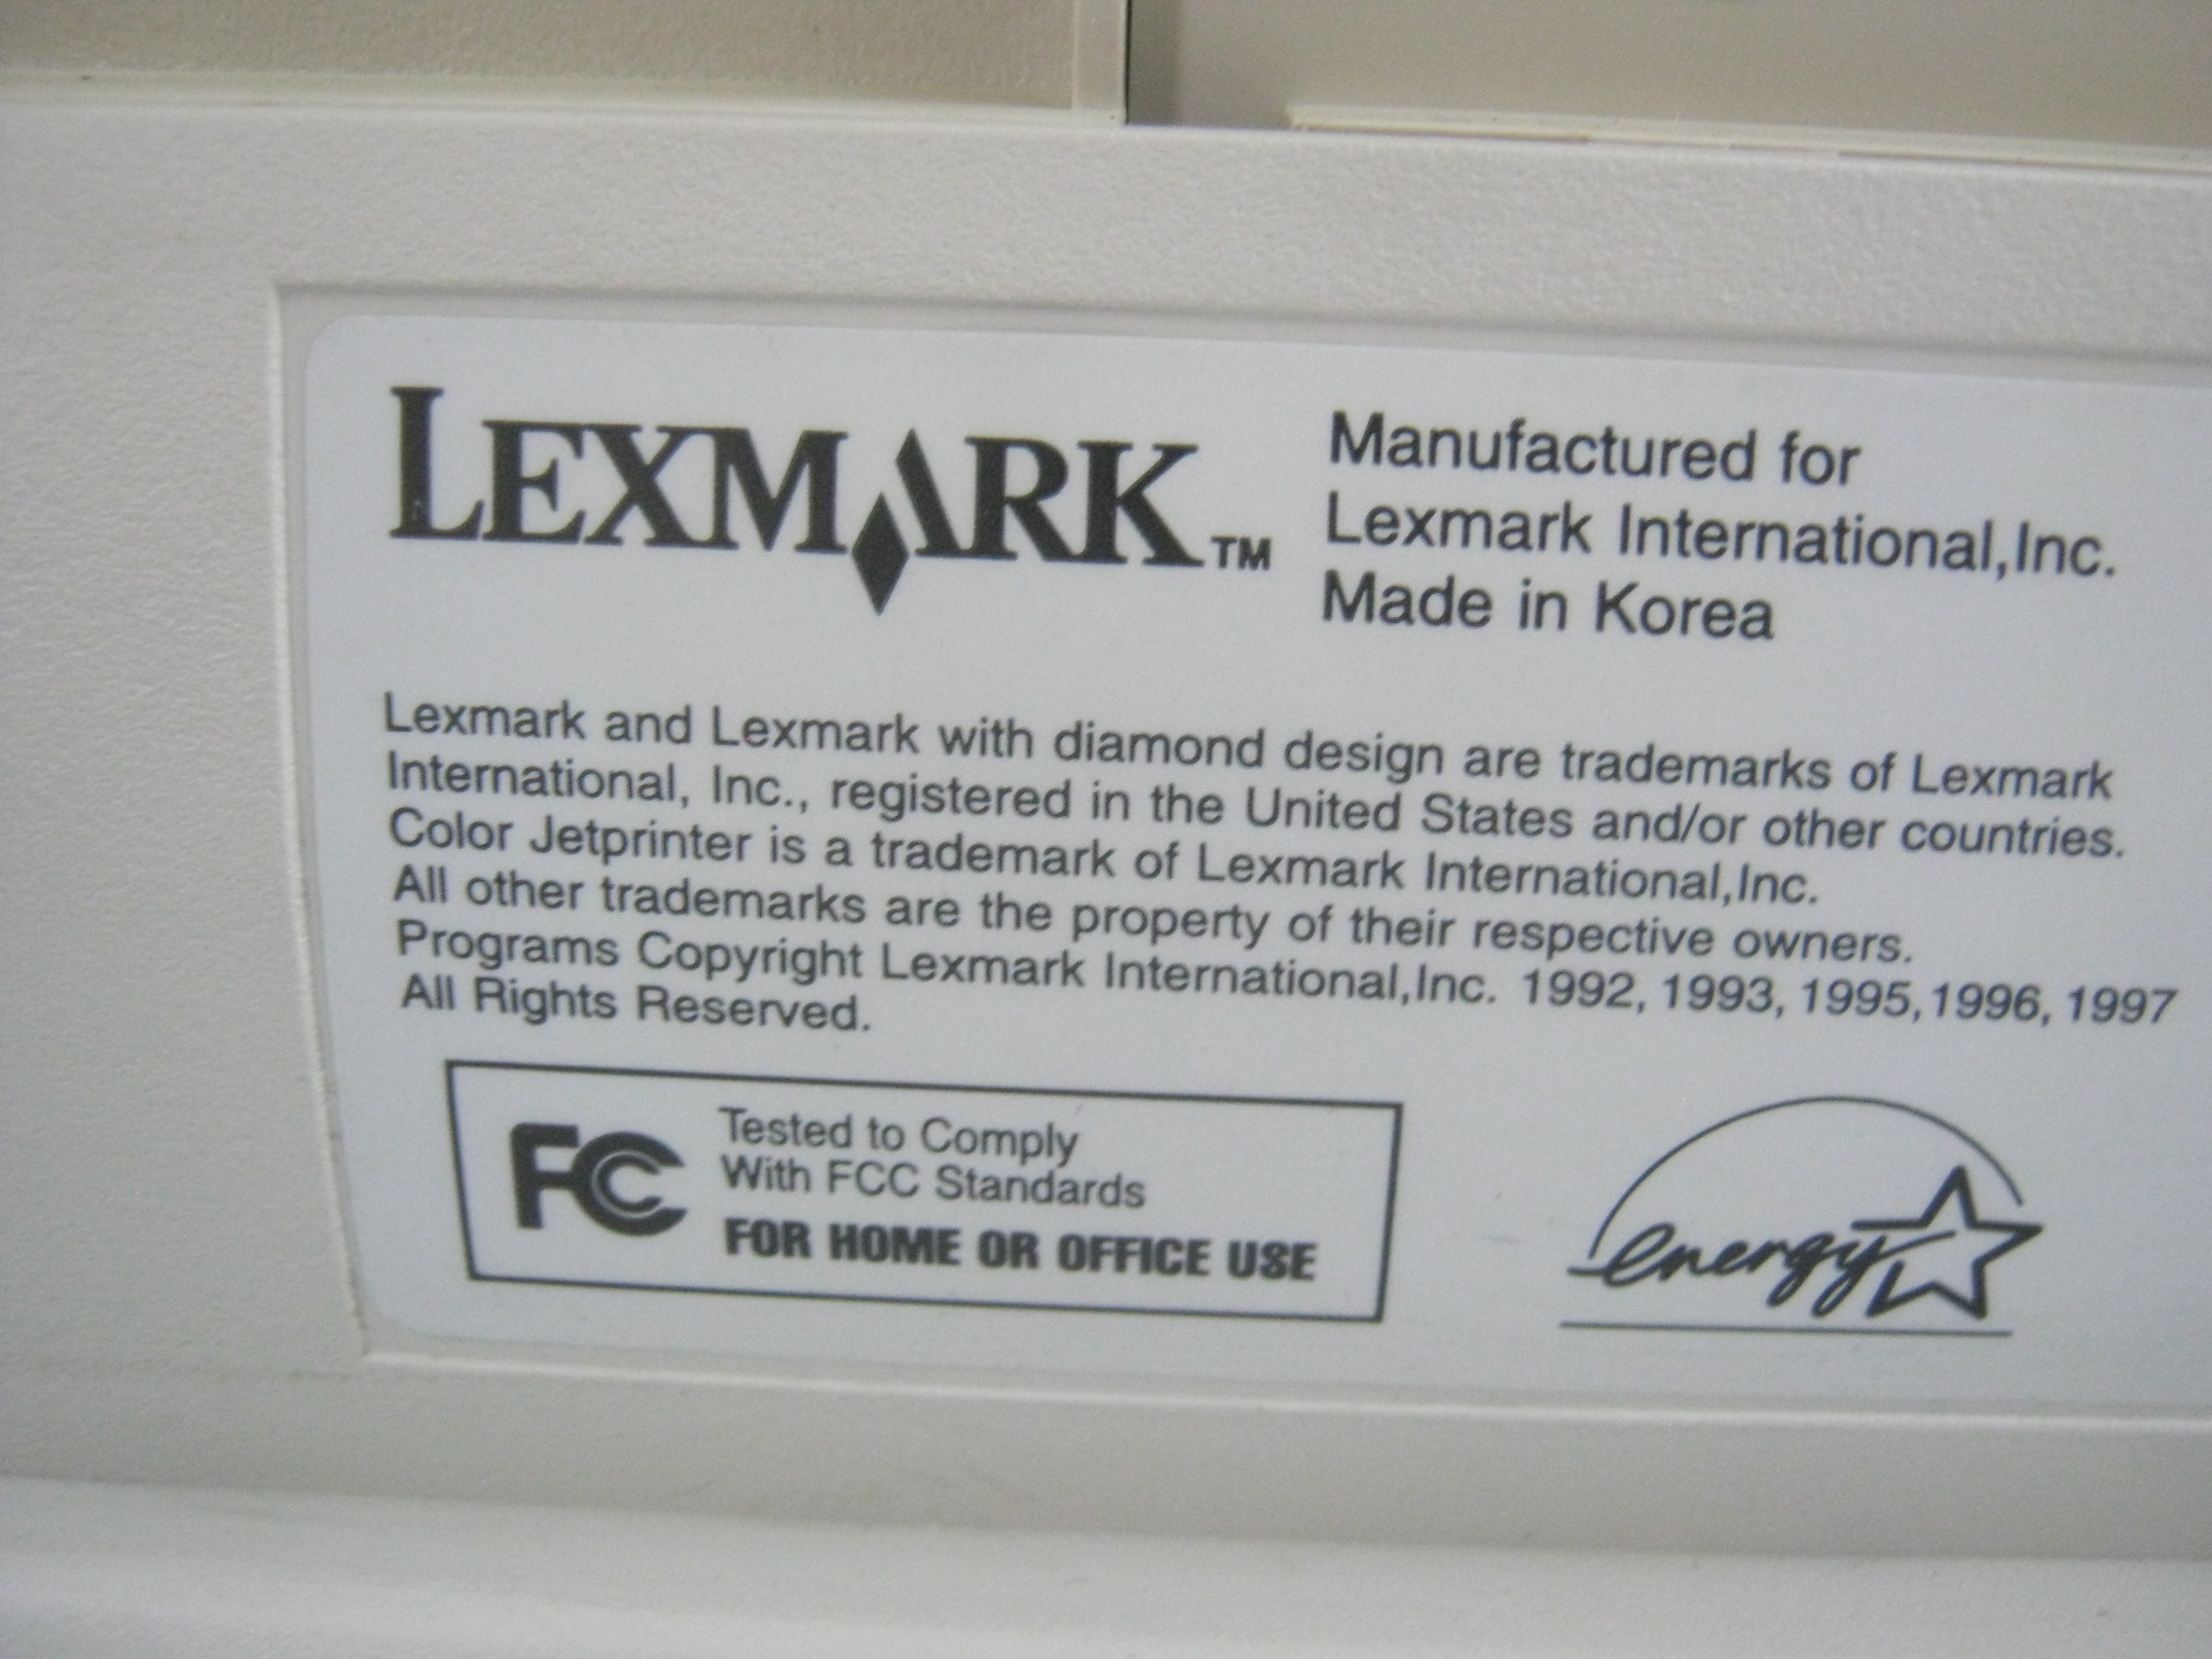 LEXMARK TM
Manufactured for
Lexmark International,Inc.
Made in Korea
Lexmark and Lexmark with diamond design are trademarks of Lexmark
International, Inc., registered in the United States and/or other countries.
Color Jetprinter is a trademark of Lexmark International,Inc.
All other trademarks are the property of their respective owners.
Programs Copyright Lexmark International,Inc. 1992, 1993, 1995, 1996, 1997
All Rights Reserved.
FC
Tested to Comply
With FCC Standards
FOR HOME OR OFFICE USE
energy